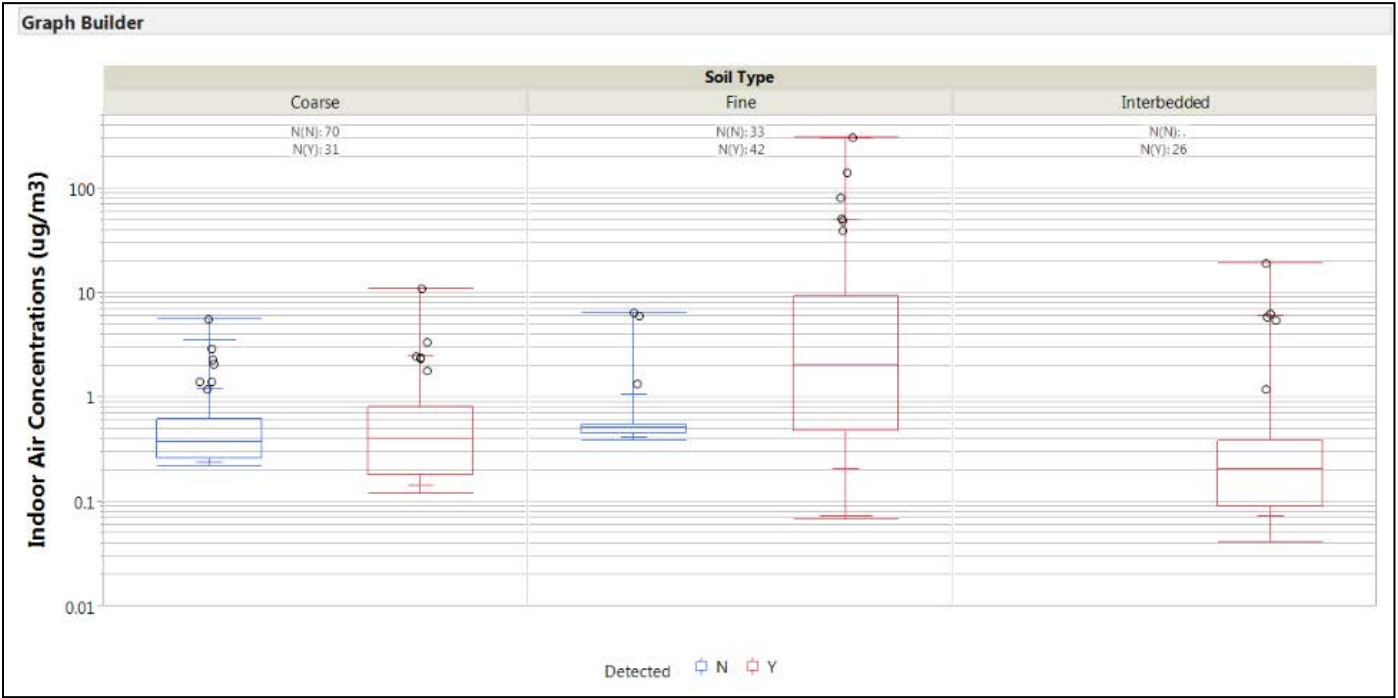 Graph Builder
Soil Type
Coarse Fine Interbedded
N(N): 70 N(N): 33 N(N): .
N(Y): 31 N(Y): 42 N(Y): 26
Indoor Air Concentrations (ug/m3)
100
10
1
0.1
0.01
Detected N Y